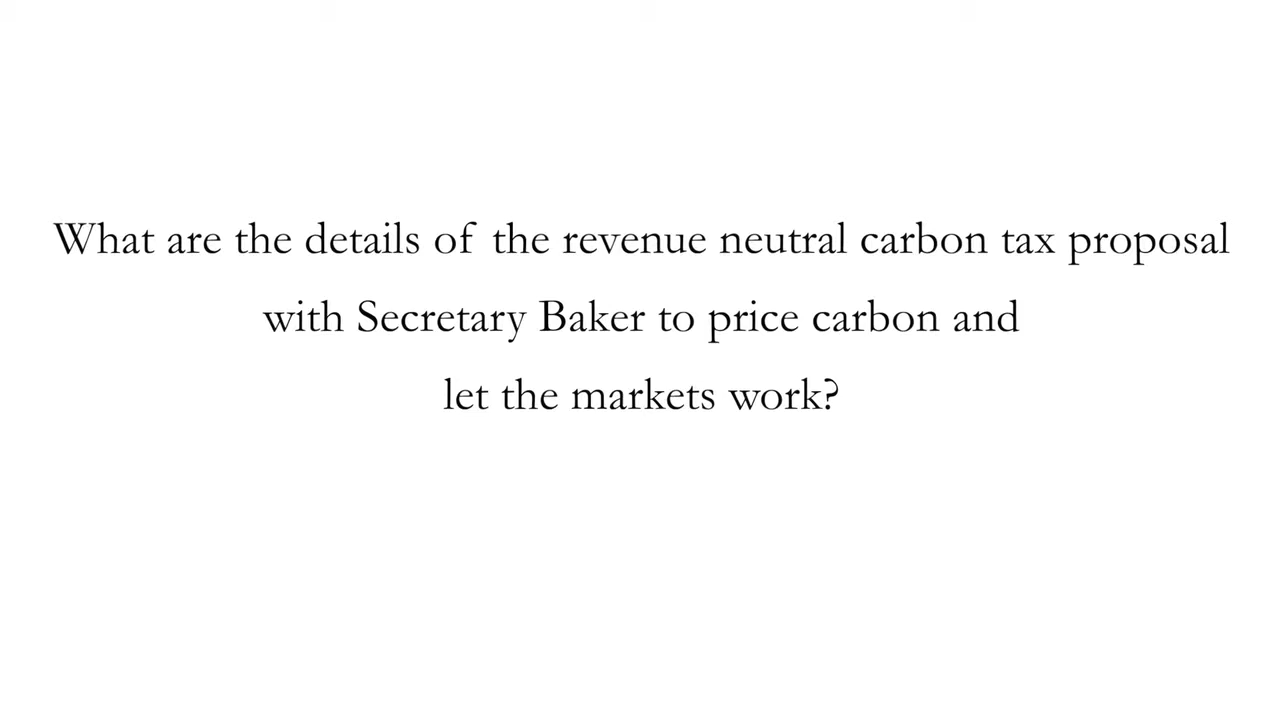 What are the details of the revenue neutral carbon tax proposal
with Secretary Baker to price carbon and
let the markets work?